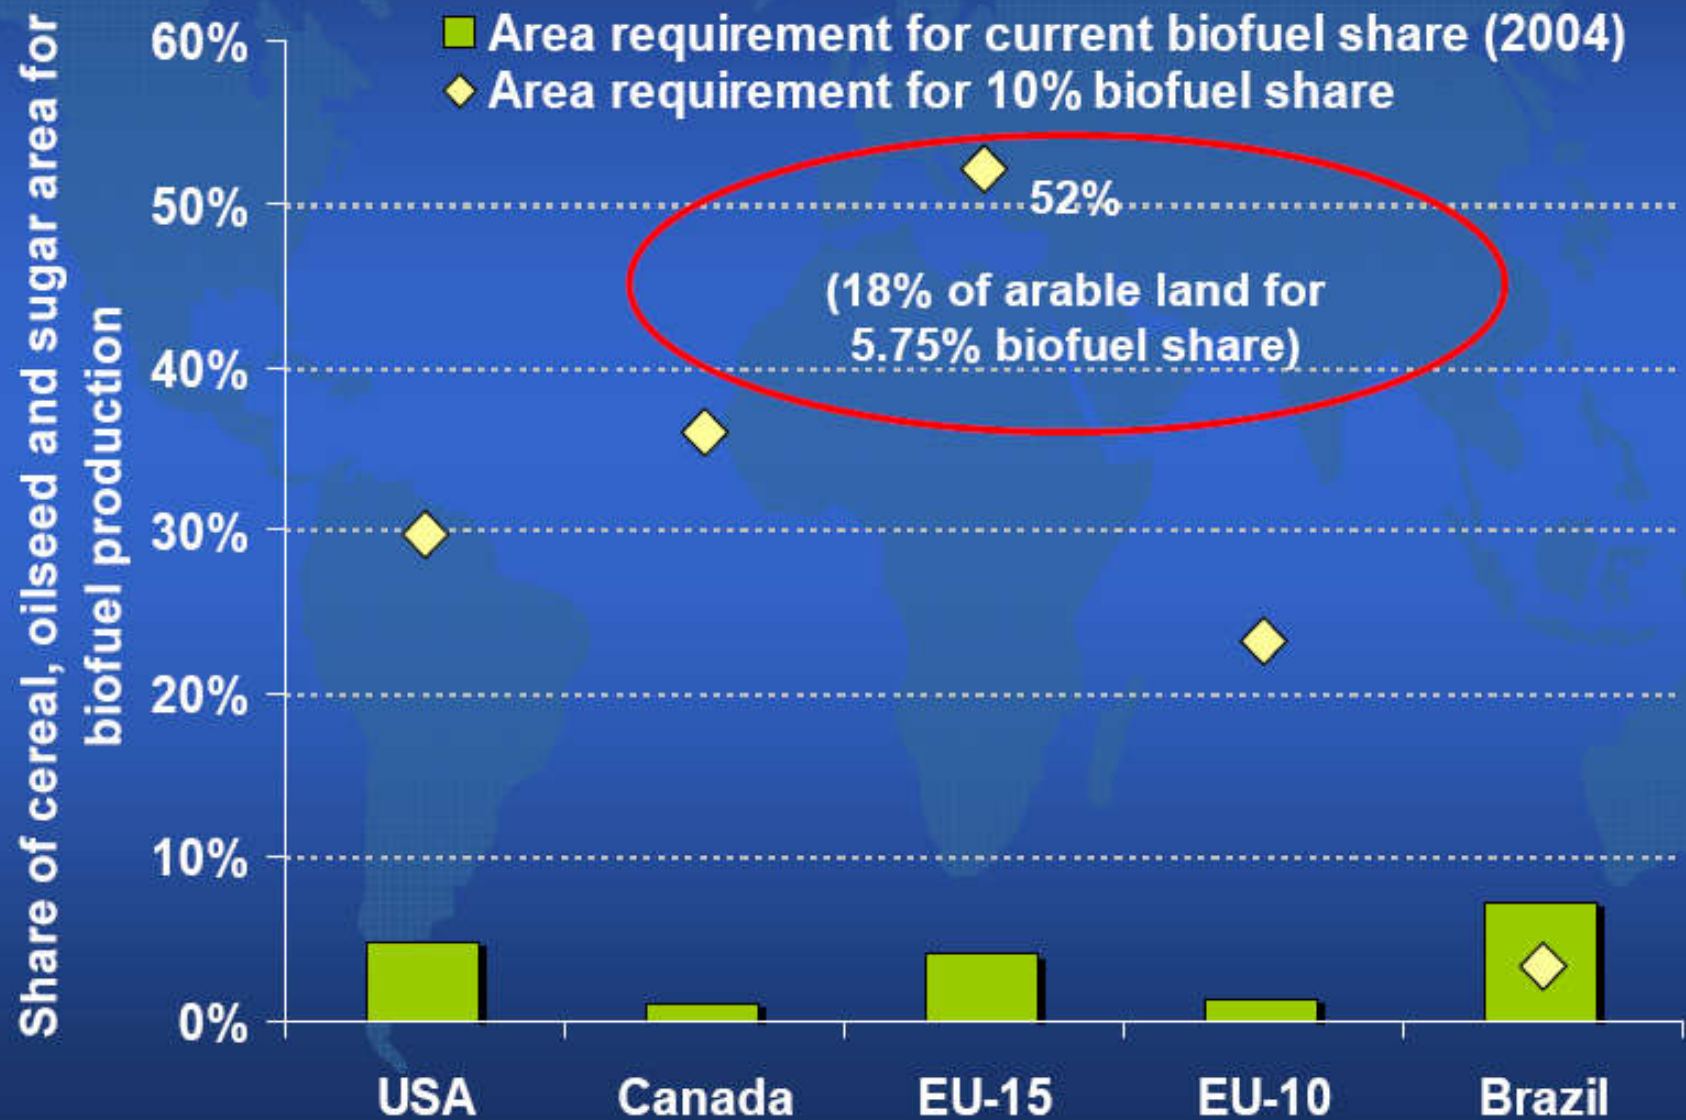 Area requirement for current biofuel share (2004)
Area requirement for 10% biofuel share
Share of cereal, oilseed and sugar area for
biofuel production
60%
50%
40%
30%
20%
10%
0%
52%
(18% of arable land for
5.75% biofuel share)
USA
Canada
EU-15
EU-10
Brazil